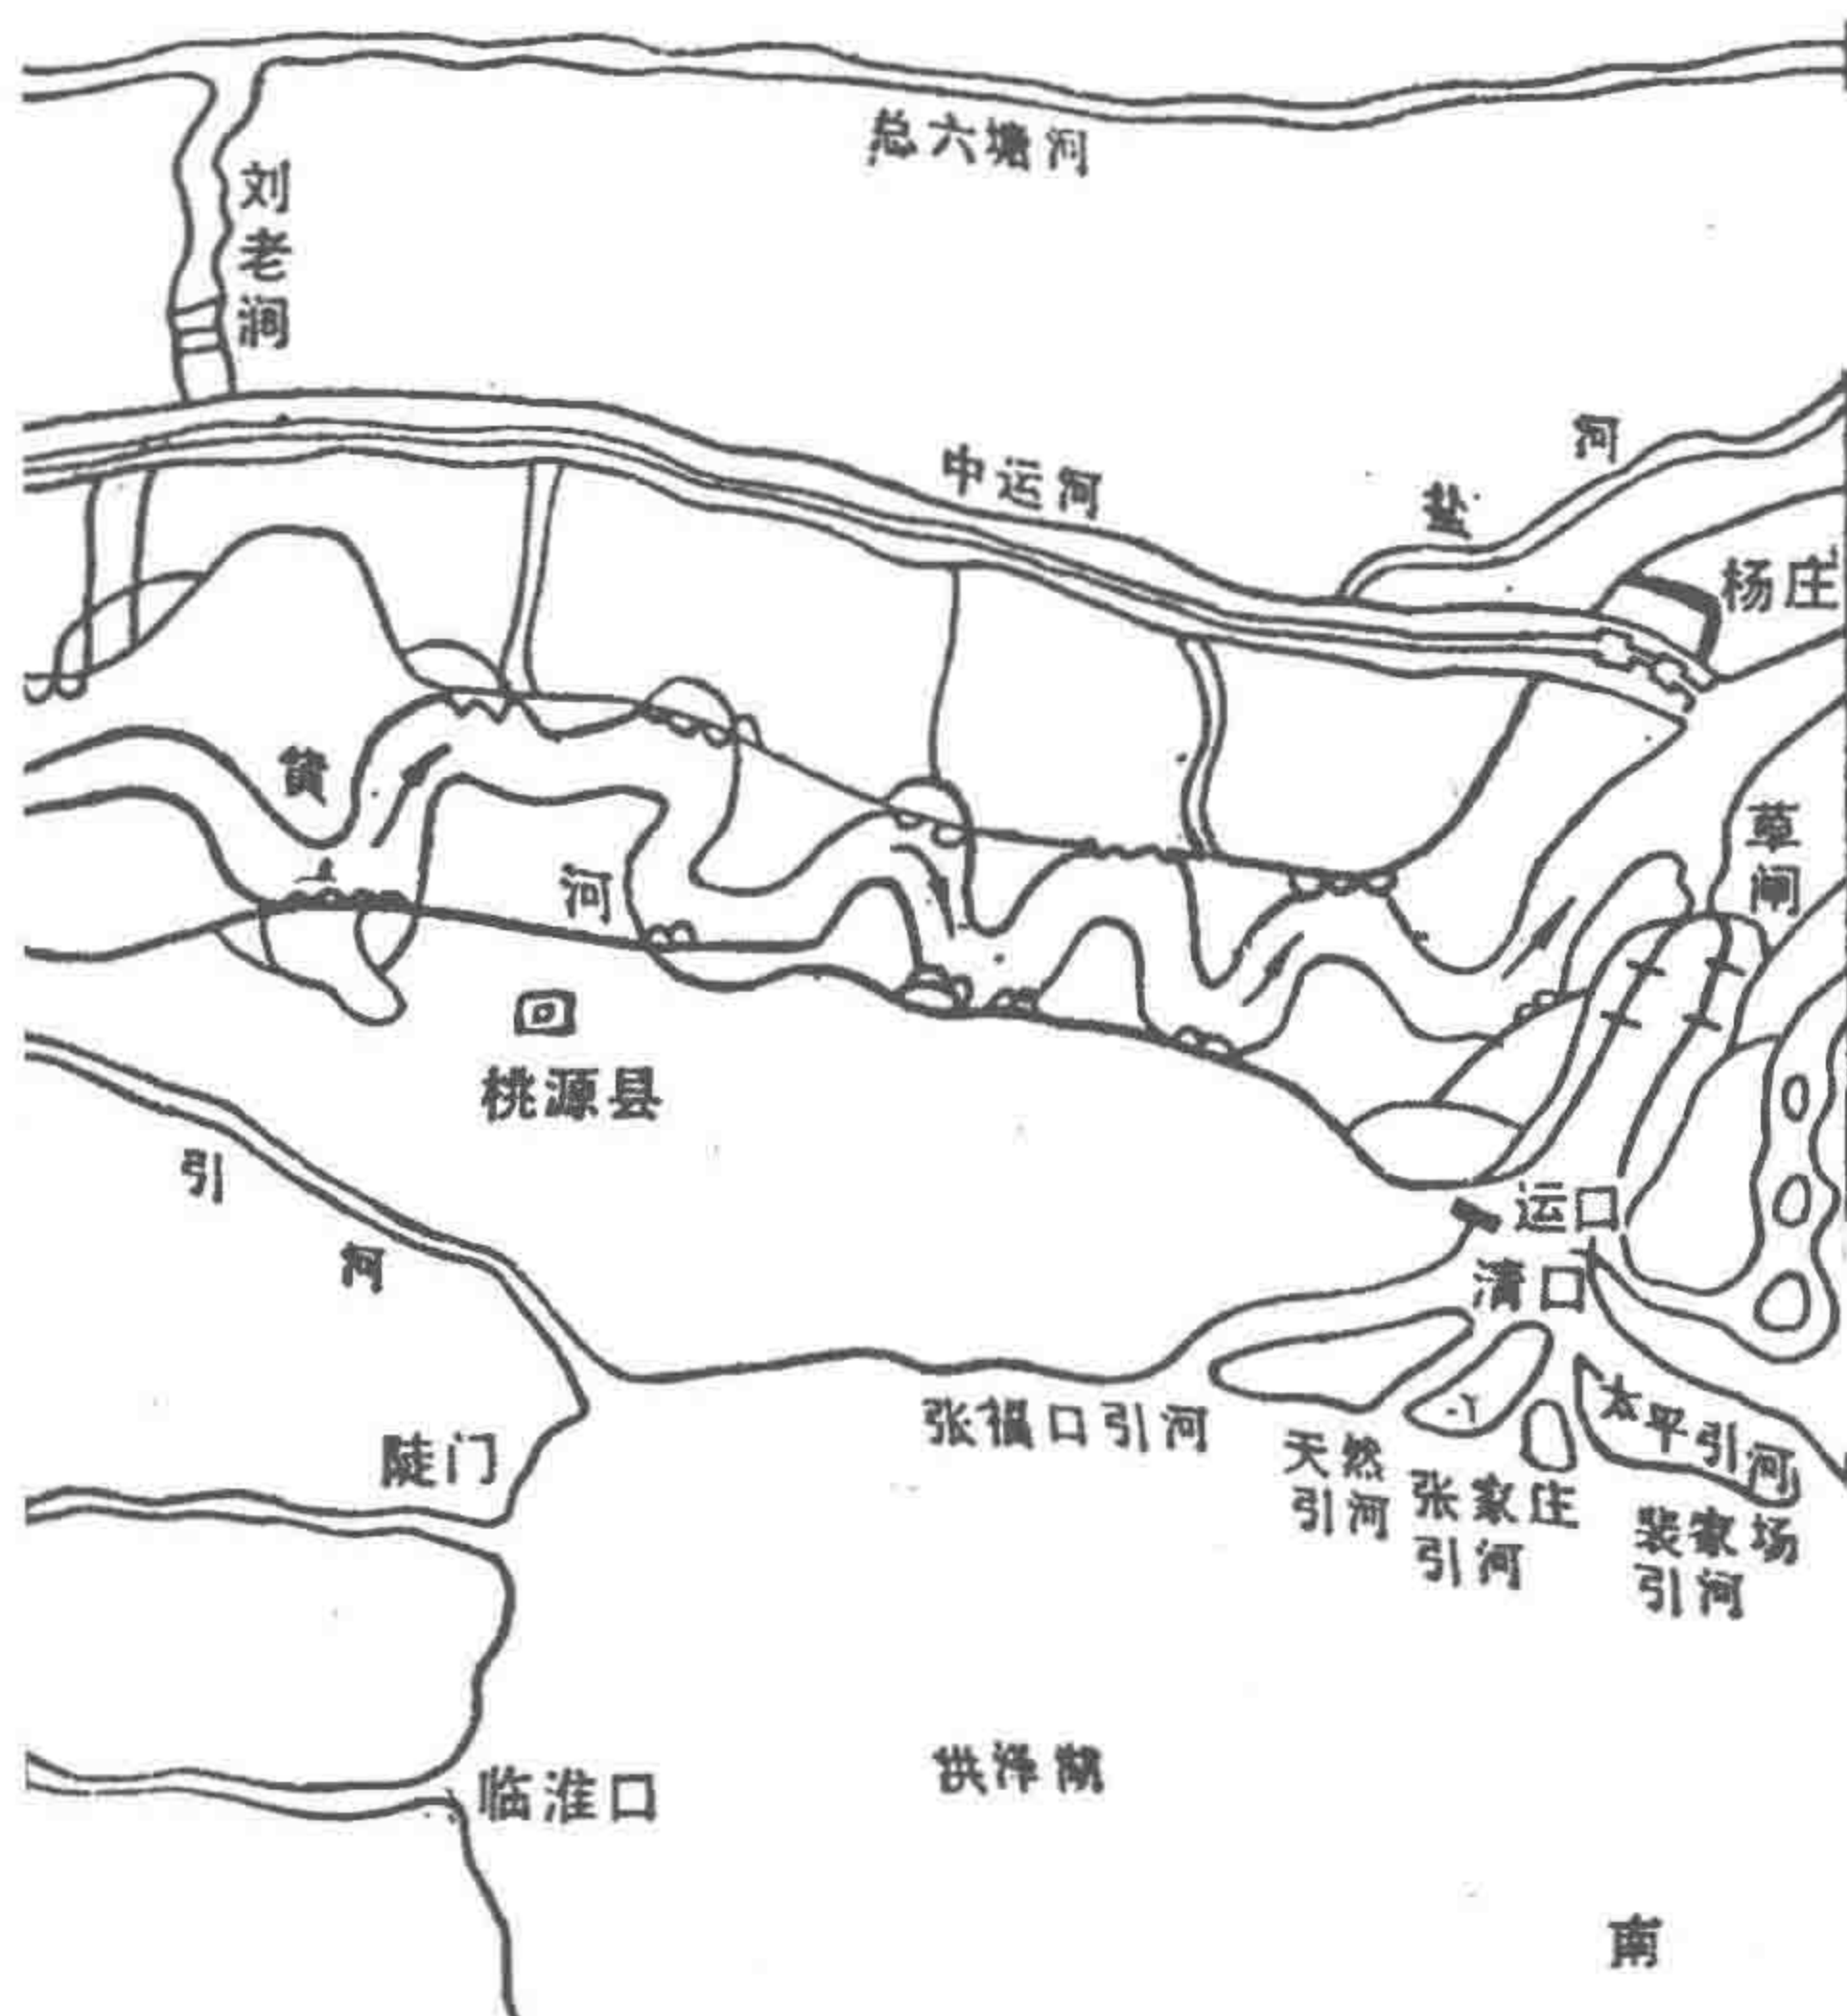 总六塘河
刘老涧
中运河
盐河
杨庄
黄河
草闸
桃源县
引河
运口
清口
陡门
张福口引河
天然
引河
张家庄
引河
太平引河
裴家场
引河
临淮口
洪泽湖
南